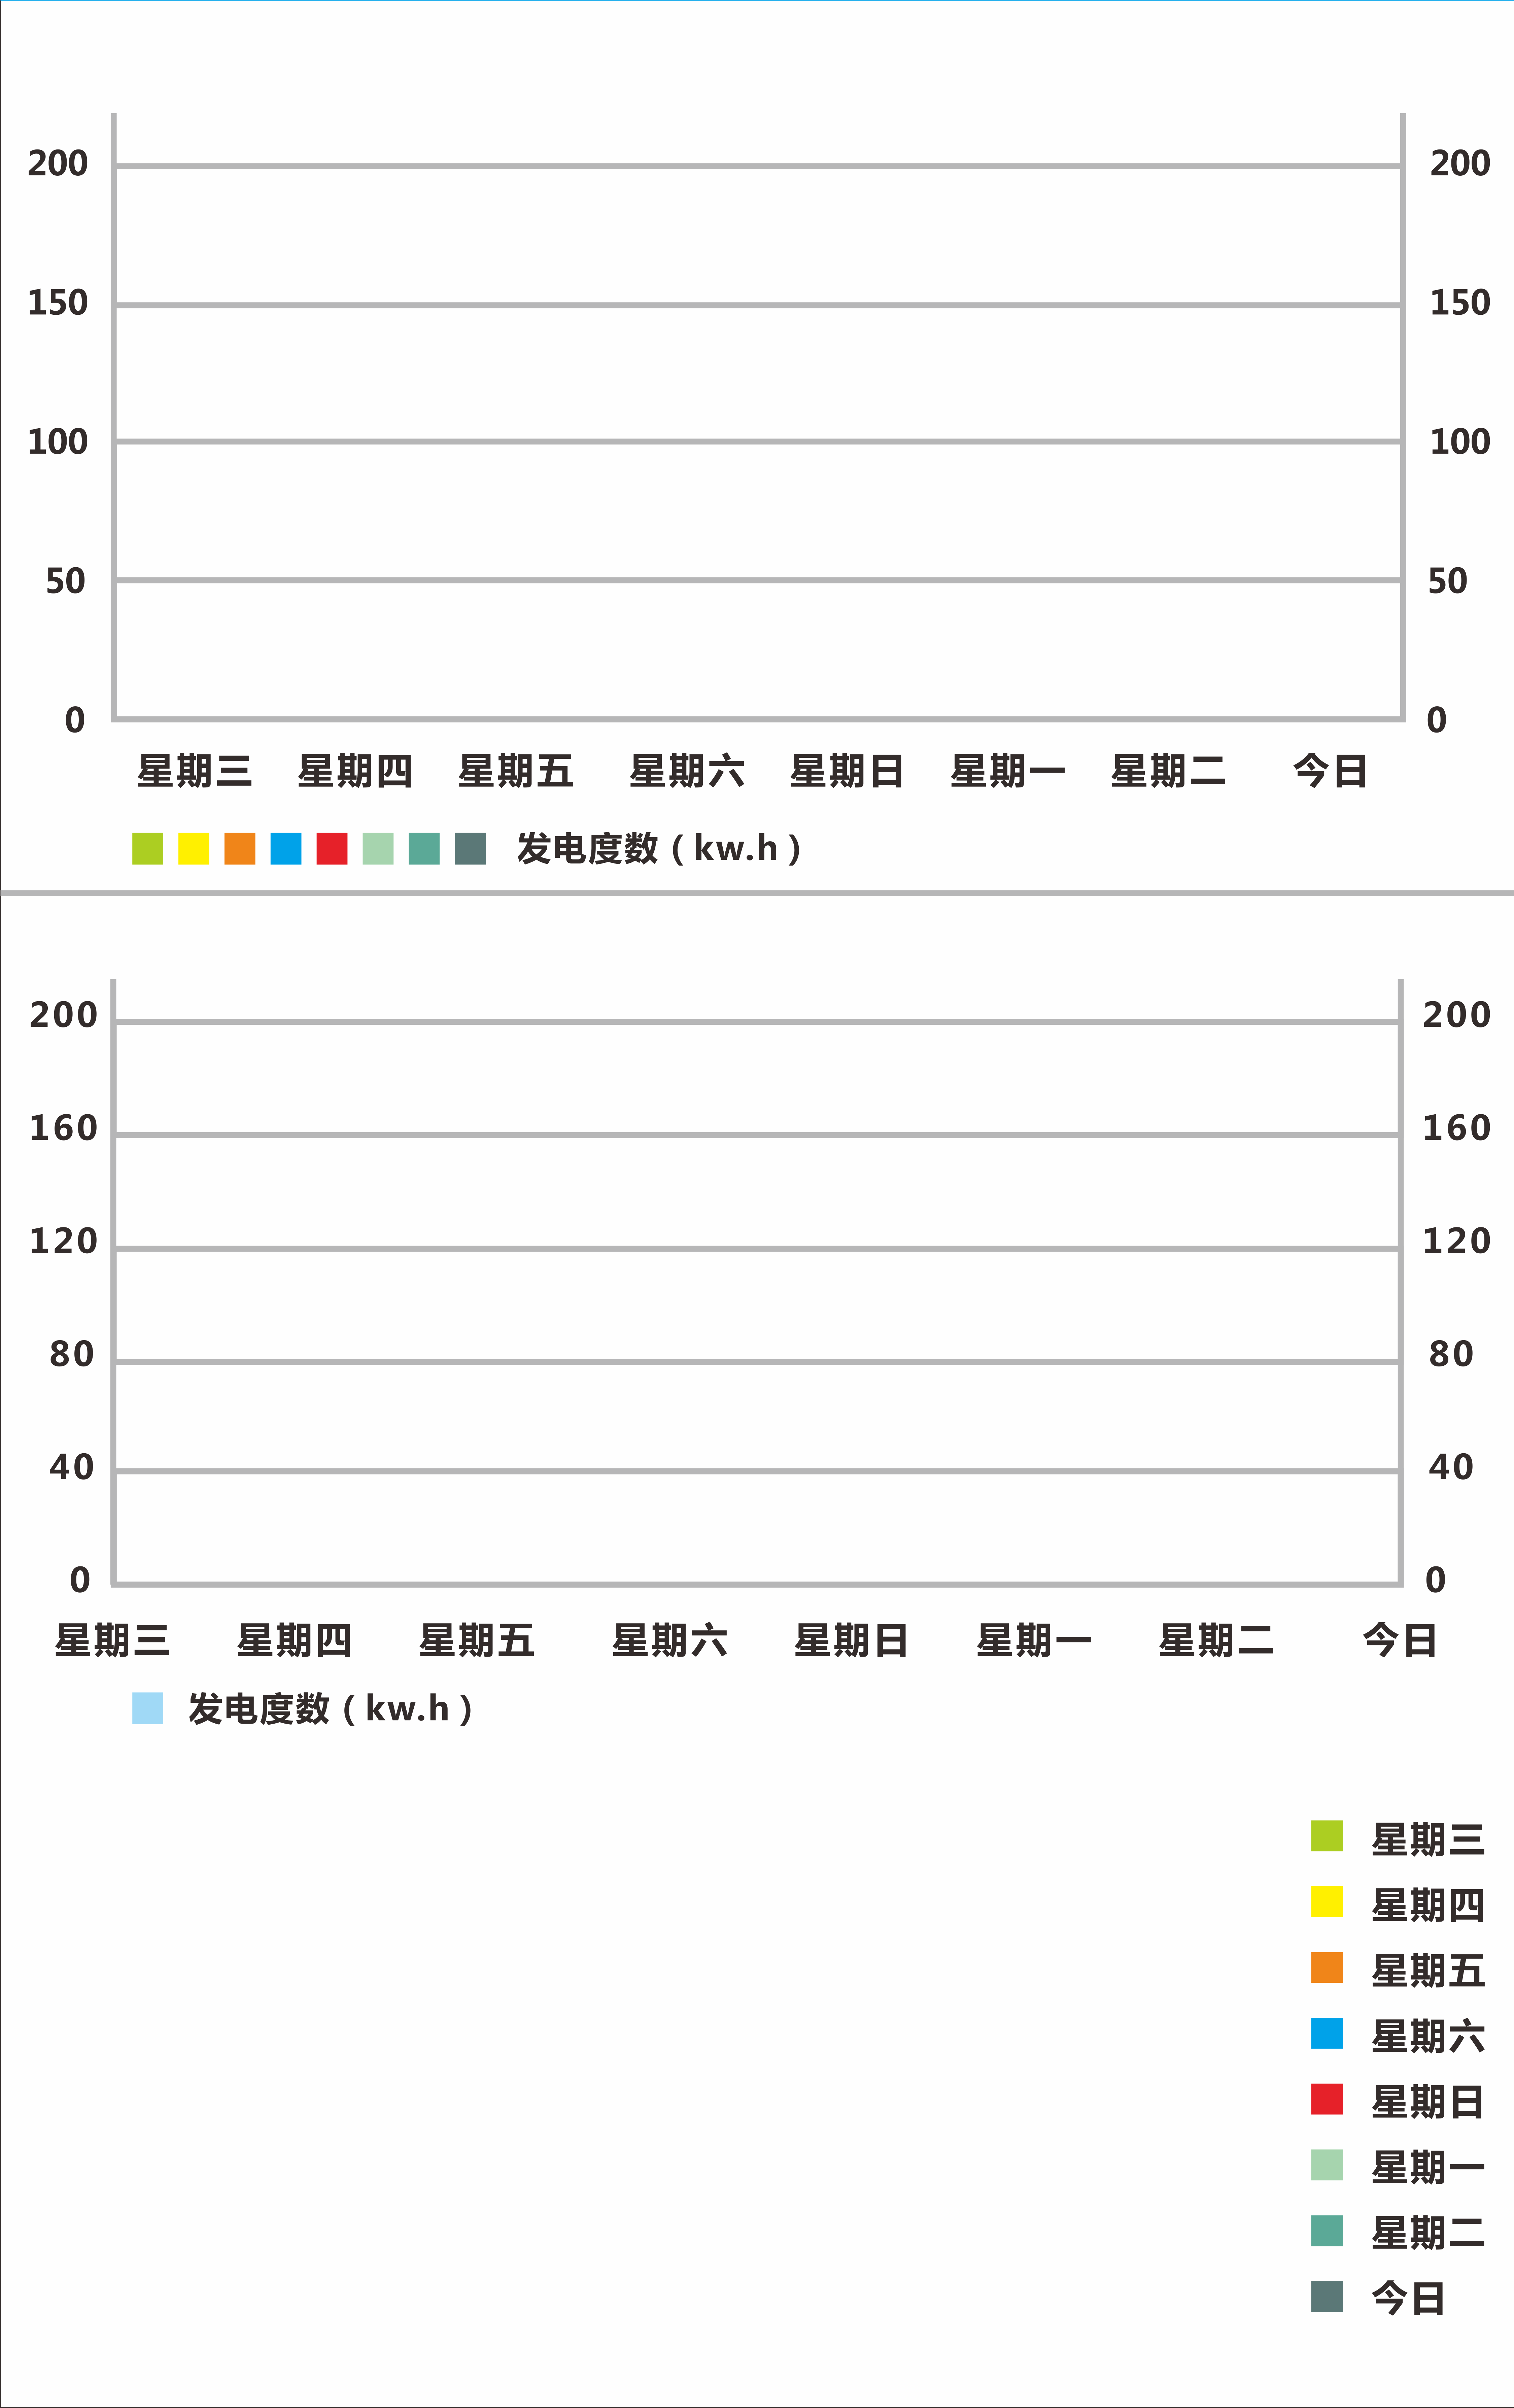 200 200
150 150
100 100
50 50
0 0
星期三 星期四 星期五 星期六 星期日 星期一 星期二 今日
发电度数（kw.h）
200 200
160 160
120 120
80 80
40 40
0 0
星期三 星期四 星期五 星期六 星期日 星期一 星期二 今日
发电度数（kw.h）
星期三
星期四
星期五
星期六
星期日
星期一
星期二
今日